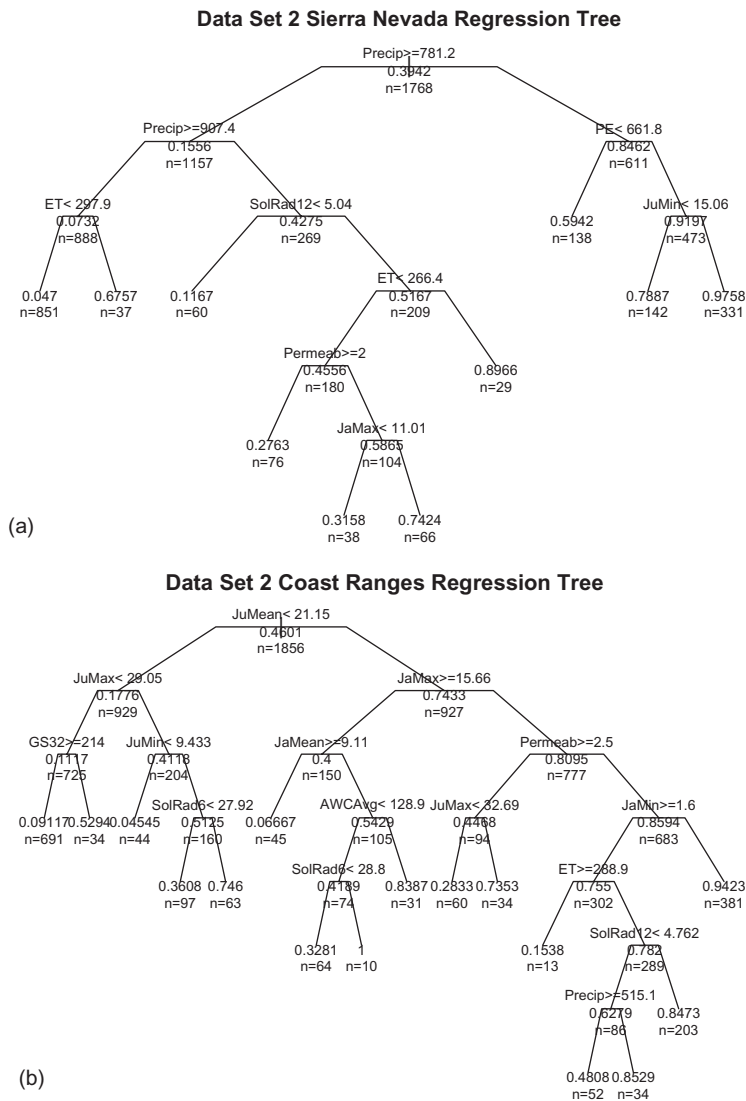 Data Set 2 Sierra Nevada Regression Tree
Precip>=781.2
0.3942
n=1768
Precip>=907.4
PE< 661.8
0.1556
0.8462
n=1157
n=611
ET< 297.9
SolRad12< 5.04
JuMin< 15.06
0.0732
0.4275
0.5942
0.9197
n=888
n=269
n=138
n=473
ET< 266.4
0.047
0.6757
0.1167
0.5167
0.7887
0.9758
n=851
n=37
n=60
n=209
n=142
n=331
Permeab>=2
0.4556
0.8966
n=180
n=29
JaMax< 11.01
0.2763
0.5865
n=76
n=104
0.3158
0.7424
n=38
n=66
(a)
Data Set 2 Coast Ranges Regression Tree
JuMean< 21.15
0.4601
n=1856
JuMax< 29.05
JaMax>=15.66
0.1776
0.7433
n=929
n=927
GS32>=214
JuMin< 9.433
JaMean>=9.11
Permeab>=2.5
0.1117
0.4118
0.4
0.8095
n=725
n=204
n=150
n=777
SolRad6< 27.92
AWCAvg< 128.9
JuMax< 32.69
JaMin>=1.6
0.09117
0.5294
0.04545
0.5125
0.06667
0.5429
0.4468
0.8594
n=691
n=34
n=44
n=160
n=45
n=105
n=94
n=683
SolRad6< 28.8
ET>=288.9
0.3608
0.746
0.4189
0.8387
0.2833
0.7353
0.755
0.9423
n=97
n=63
n=74
n=31
n=60
n=34
n=302
n=381
SolRad12< 4.762
0.3281
1
0.1538
0.782
n=64
n=10
n=13
n=289
Precip>=515.1
0.6279
0.8473
n=86
n=203
0.4808
0.8529
n=52
n=34
(b)